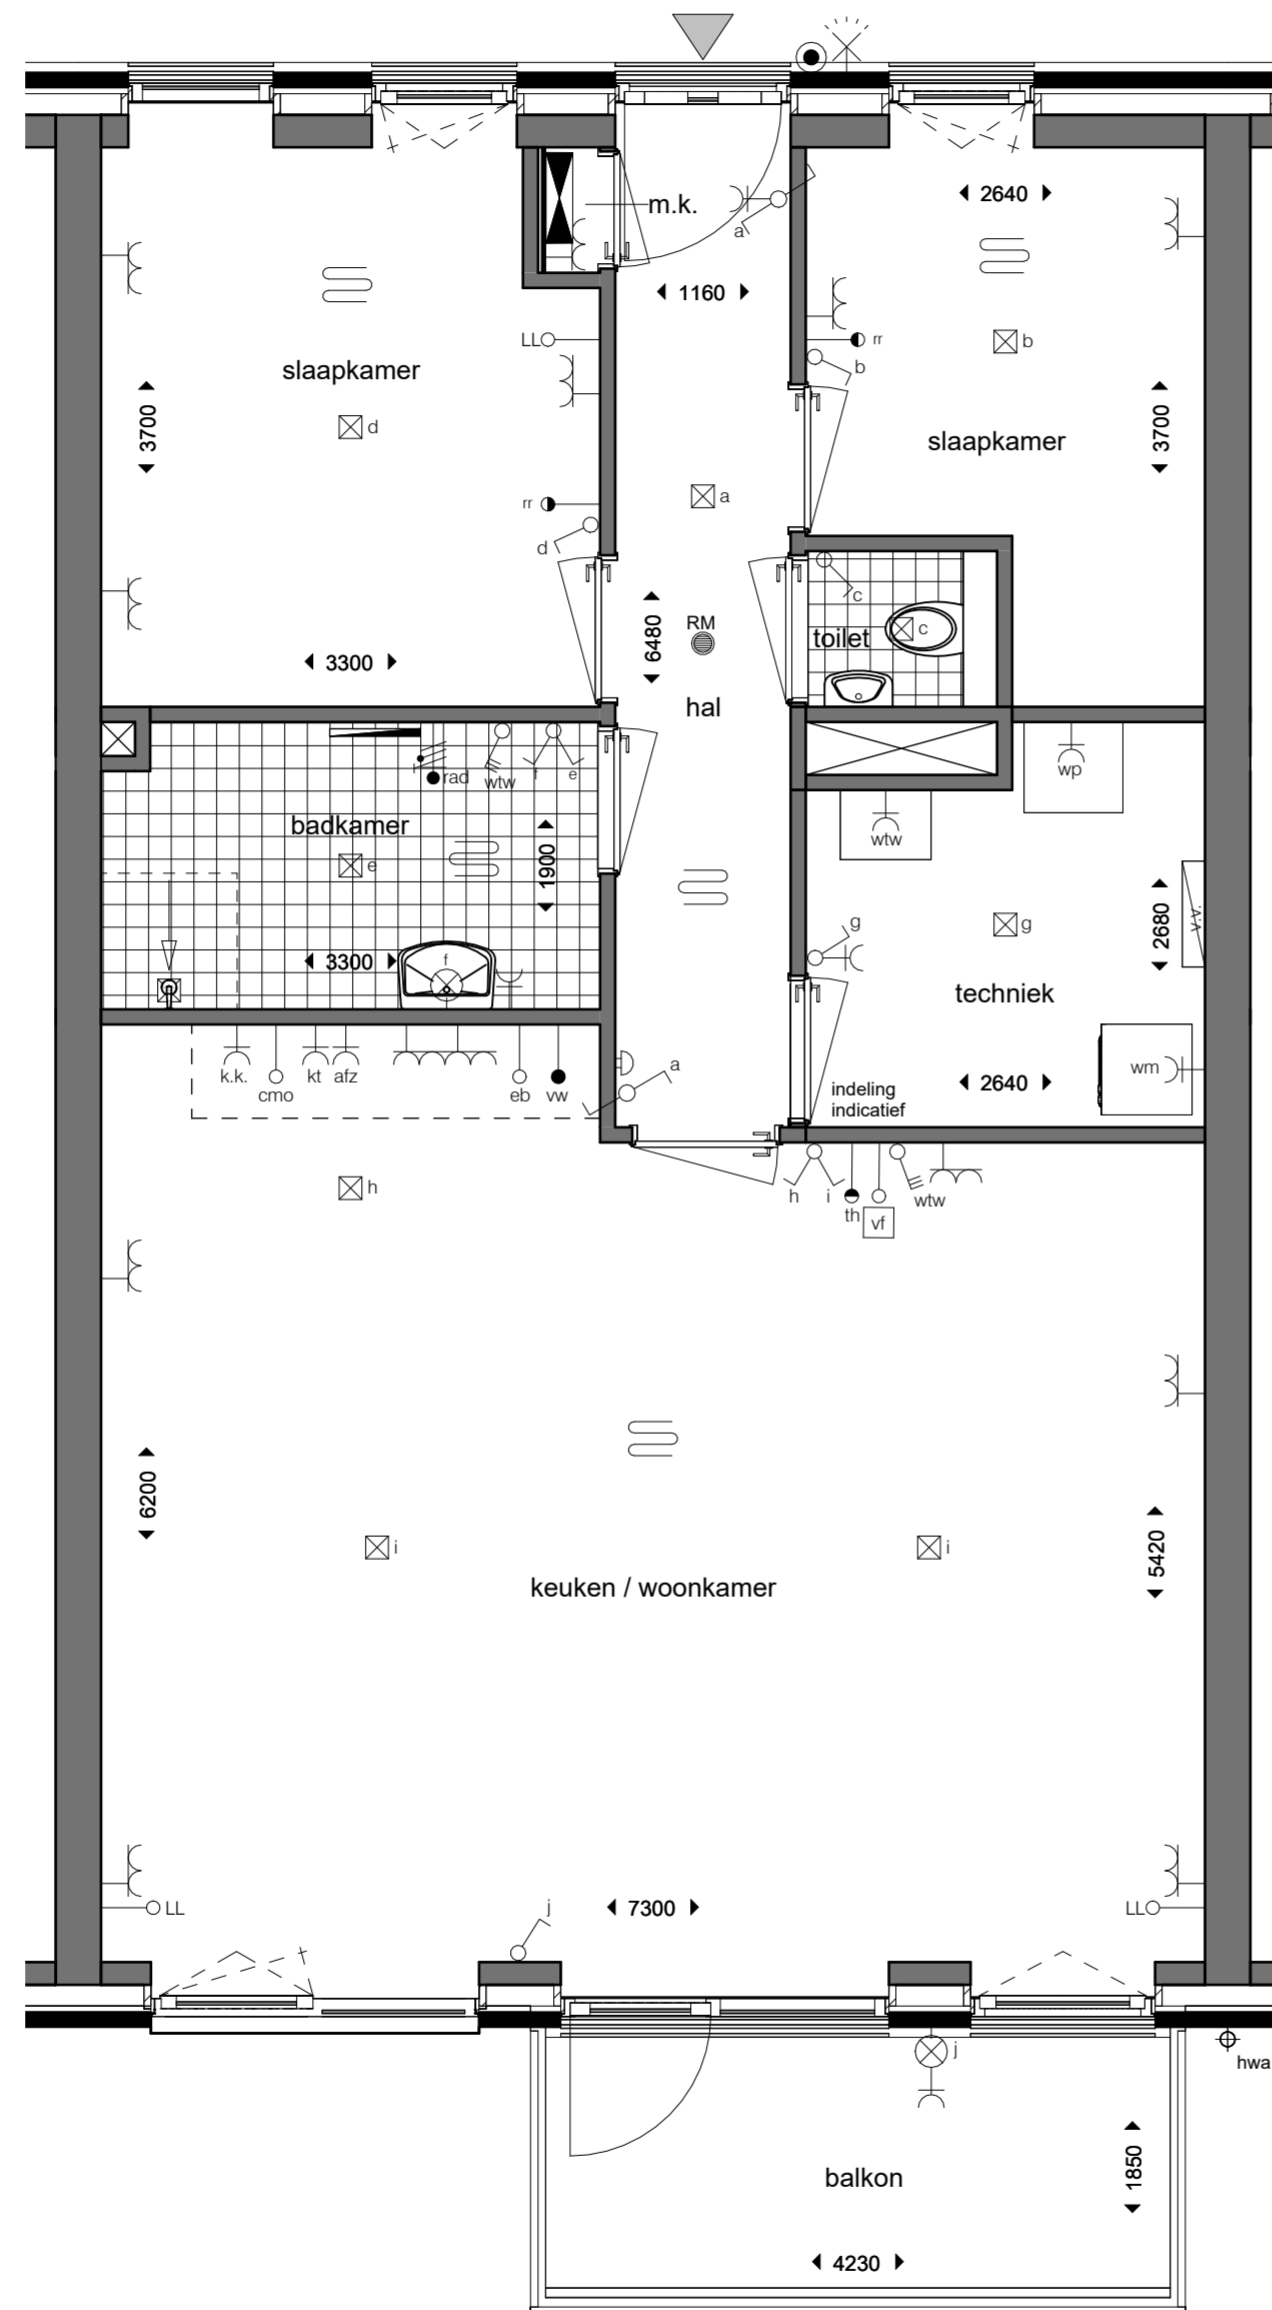 m.k.
a
2640
1160
LL
rr
b
b
slaapkamer
d
3700
slaapkamer
3700
a
rr
d
c
RM
6480
toilet
c
3300
hal
rad
wtw
f
e
wp
badkamer
wtw
e
1900
g
g
2680
v.v.
3300
f
techniek
k.k.
cmo
kt
afz
eb
vw
a
wm
2640
indeling
indicatief
h
h
i
th
vf
wtw
6200
i
i
5420
keuken / woonkamer
LL
j
7300
LL
j
hwa
balkon
1850
4230